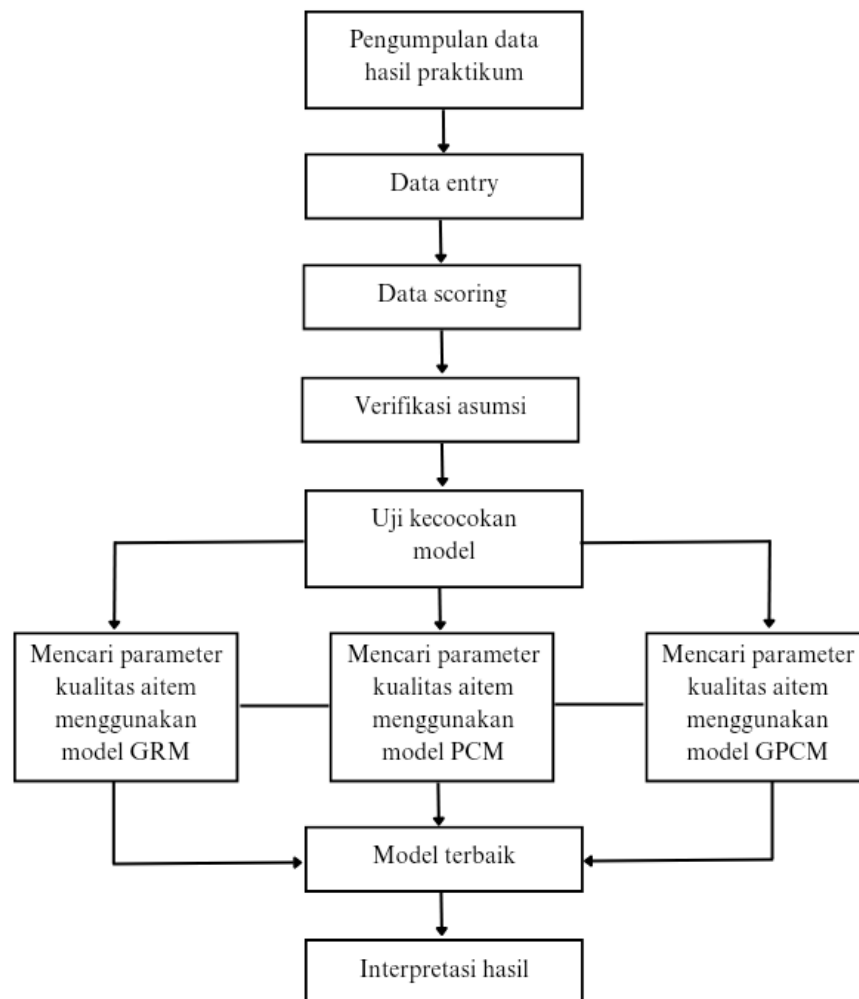 Pengumpulan data
hasil praktikum
Data entry
Data scoring
Verifikasi asumsi
Uji kecocokan
model
Mencari parameter
kualitas aitem
menggunakan
model GRM
Mencari parameter
kualitas aitem
menggunakan
model PCM
Mencari parameter
kualitas aitem
menggunakan
model GPCM
Model terbaik
Interpretasi hasil